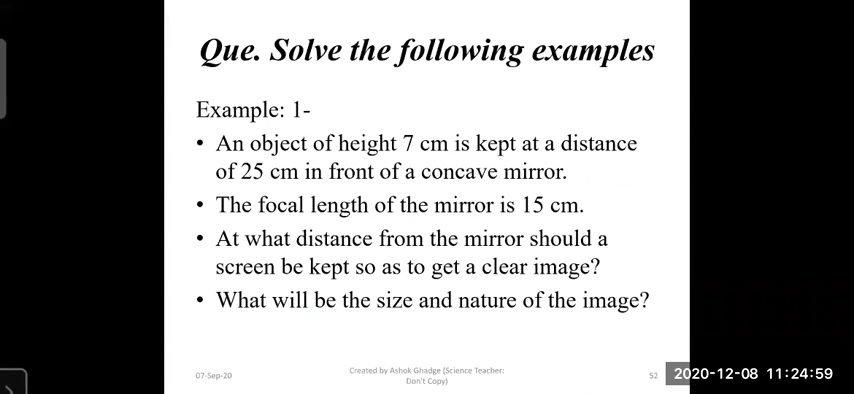 Que. Solve the following examples
Example: 1-
• An object of height 7 cm is kept at a distance
of 25 cm in front of a concave mirror.
• The focal length of the mirror is 15 cm.
• At what distance from the mirror should a
screen be kept so as to get a clear image?
• What will be the size and nature of the image?
07-Sep-20
Created by Ashok Ghadge (Science Teacher:
Don't Copy)
52
2020-12-08 11:24:59